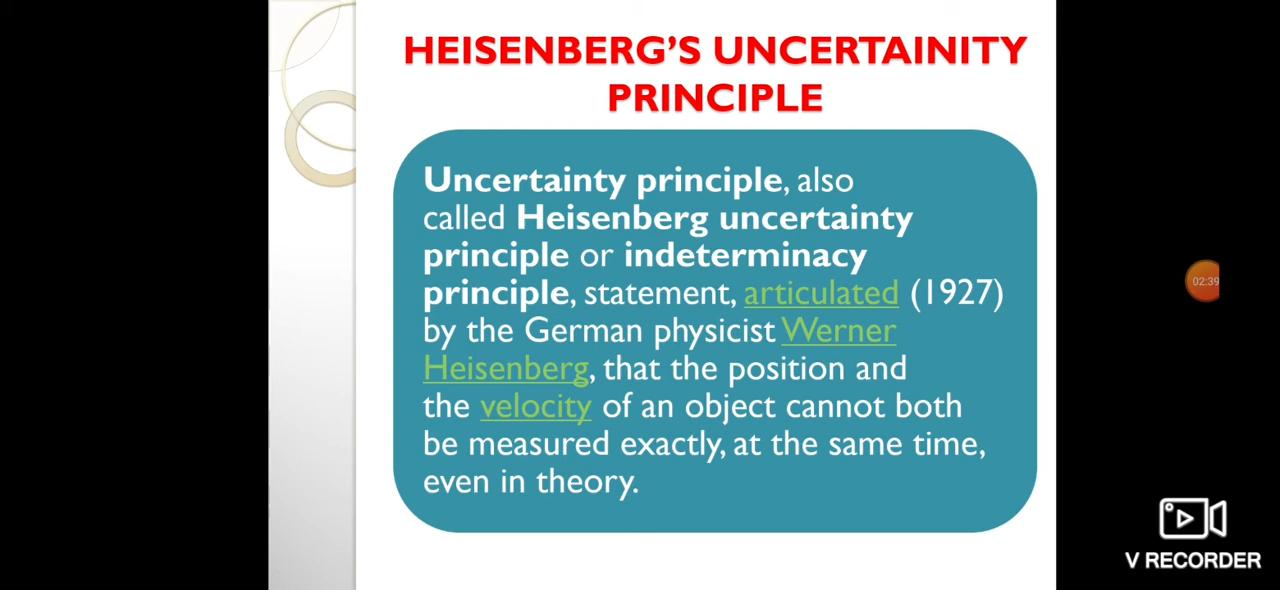 HEISENBERG’S UNCERTAINITY
PRINCIPLE
Uncertainty principle, also
called Heisenberg uncertainty
principle or indeterminacy
principle, statement, articulated (1927)
by the German physicist Werner
Heisenberg, that the position and
the velocity of an object cannot both
be measured exactly, at the same time,
even in theory.
02:39
V RECORDER